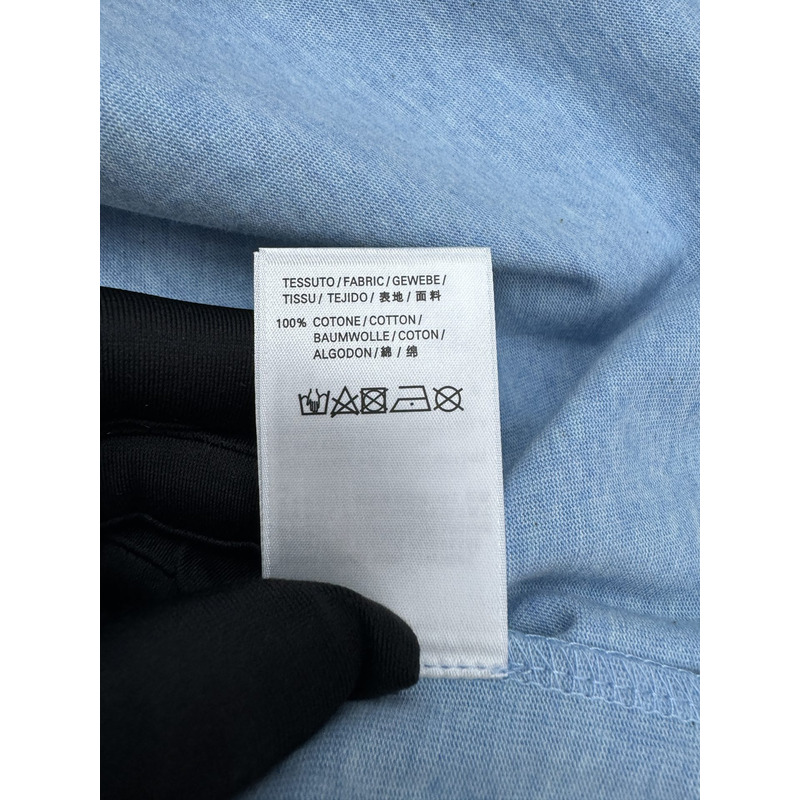 TESSUTO/FABRIC/GEWEBE/
TISSU/TEJIDO/表地/面料
100% COTONE/COTTON/
BAUMWOLLE/COTON/
ALGODON/綿/绵